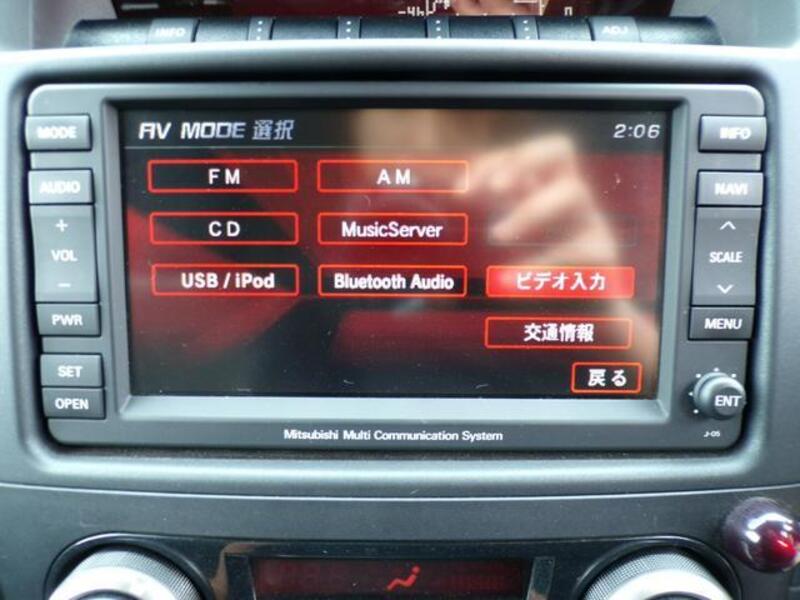 INFO
ADJ
MODE
AV MODE 選択
2:06
INFO
AUDIO
FM
AM
NAVI
+
VOL
−
CD
MusicServer
SCALE
USB / iPod
Bluetooth Audio
ビデオ入力
PWR
交通情報
MENU
SET
戻る
OPEN
ENT
Mitsubishi Multi Communication System
J-05